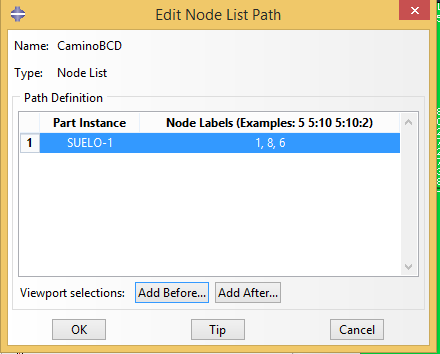 Edit Node List Path
Name: CaminoBCD
Type: Node List
Path Definition
Part Instance Node Labels (Examples: 5 5:10 5:10:2)
1 SUELO-1 1, 8, 6
Viewport selections: Add Before... Add After...
OK Tip Cancel